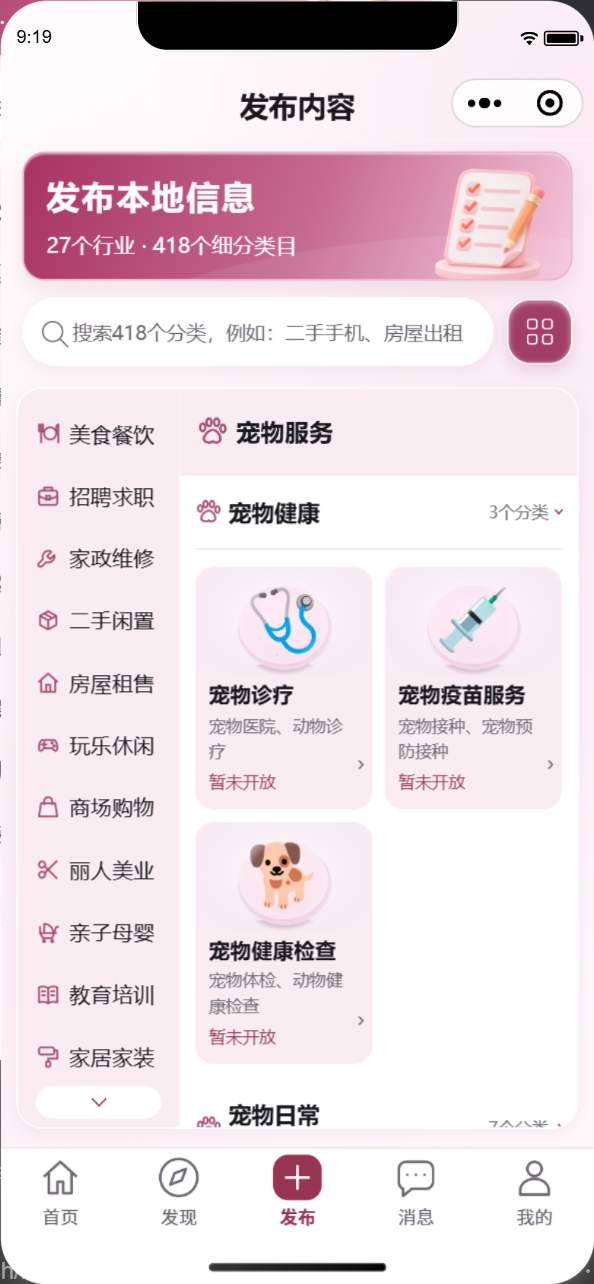 9:19
发布内容
发布本地信息
27个行业 · 418个细分类目
搜索418个分类，例如：二手手机、房屋出租
美食餐饮
招聘求职
家政维修
二手闲置
房屋租售
玩乐休闲
商场购物
丽人美业
亲子母婴
教育培训
家居家装
宠物服务
宠物健康
3个分类
宠物诊疗
宠物医院、动物诊
疗
暂未开放
宠物疫苗服务
宠物接种、宠物预
防接种
暂未开放
宠物健康检查
宠物体检、动物健
康检查
暂未开放
宠物日常
7个分类
首页
发现
发布
消息
我的